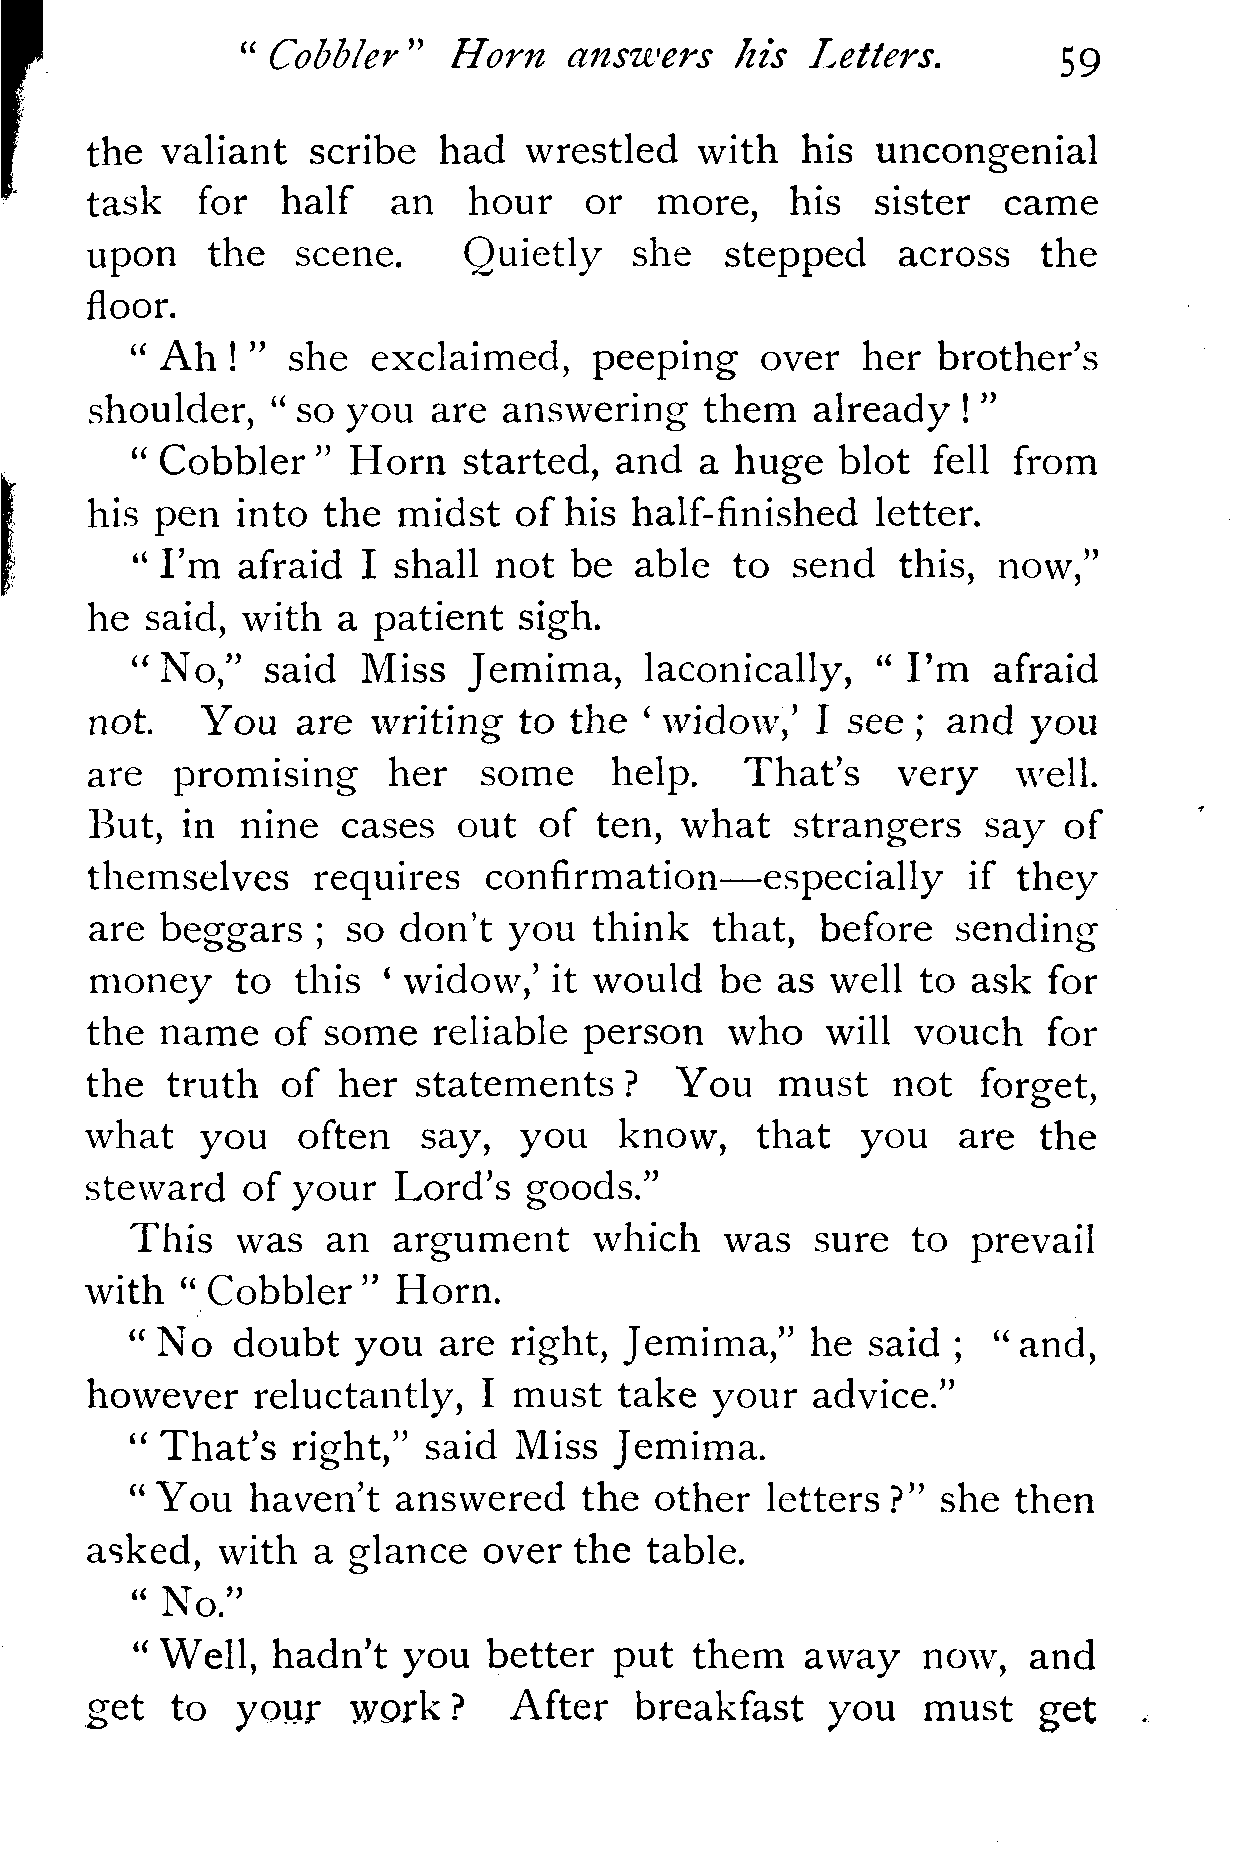 " Cobbler " Horn answers his Letters. 59
the valiant scribe had wrestled with his uncongenial
task for half an hour or more, his sister came
upon the scene. Quietly she stepped across the
floor.
" Ah ! " she exclaimed, peeping over her brother's
shoulder, " so you are answering them already ! "
" Cobbler " Horn started, and a huge blot fell from
his pen into the midst of his half-finished letter.
" I'm afraid I shall not be able to send this, now,"
he said, with a patient sigh.
" No," said Miss Jemima, laconically, " I'm afraid
not. You are writing to the ' widow,' I see ; and you
are promising her some help. That's very well.
But, in nine cases out of ten, what strangers say of
themselves requires confirmation—especially if they
are beggars ; so don't you think that, before sending
money to this ' widow,' it would be as well to ask for
the name of some reliable person who will vouch for
the truth of her statements ? You must not forget,
what you often say, you know, that you are the
steward of your Lord's goods."
This was an argument which was sure to prevail
with " Cobbler " Horn.
" No doubt you are right, Jemima," he said ; " and,
however reluctantly, I must take your advice."
" That's right," said Miss Jemima.
" You haven't answered the other letters ?" she then
asked, with a glance over the table.
" No."
" Well, hadn't you better put them away now, and
get to your work ? After breakfast you must get